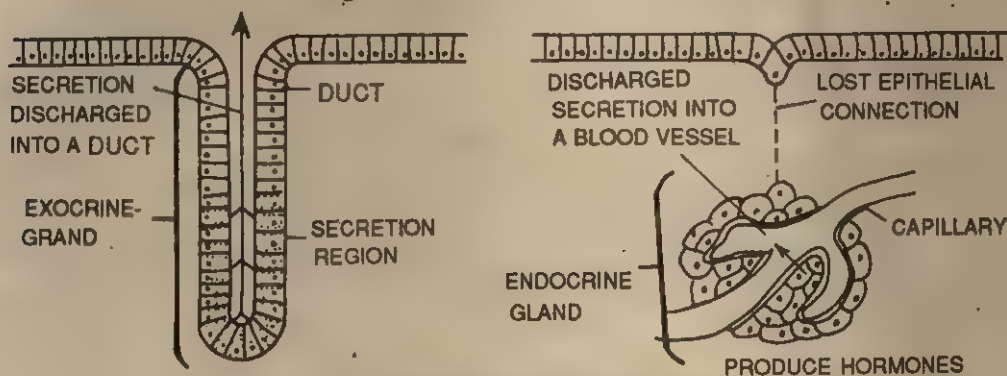 SECRETION
DISCHARGED
INTO A DUCT
DUCT
EXOCRINE-
GRAND
SECRETION
REGION
DISCHARGED
SECRETION INTO
A BLOOD VESSEL
LOST EPITHELIAL
CONNECTION
CAPILLARY
ENDOCRINE
GLAND
PRODUCE HORMONES